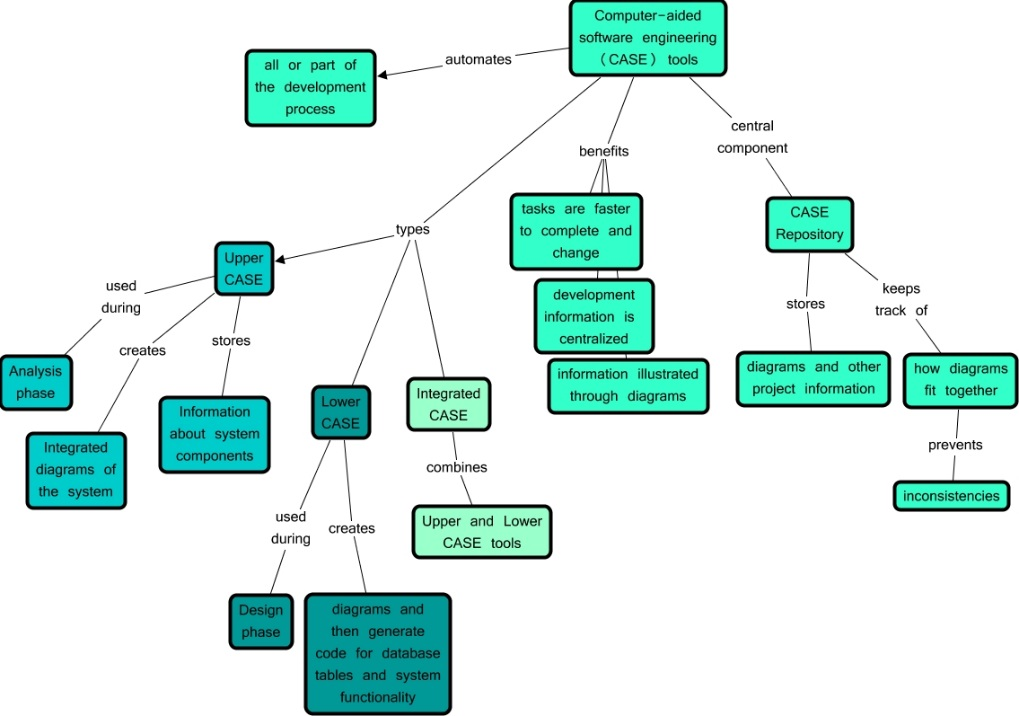 Computer-aided
software engineering
(CASE) tools
automates
all or part of
the development
process
central
component
benefits
tasks are faster
to complete and
change
CASE
Repository
types
Upper
CASE
used
during
creates
stores
development
information is
centralized
stores
keeps
track of
Analysis
phase
Information
about system
components
Lower
CASE
Integrated
CASE
information illustrated
through diagrams
diagrams and other
project information
how diagrams
fit together
Integrated
diagrams of
the system
combines
prevents
inconsistencies
used
during
creates
Upper and Lower
CASE tools
Design
phase
diagrams and
then generate
code for database
tables and system
functionality